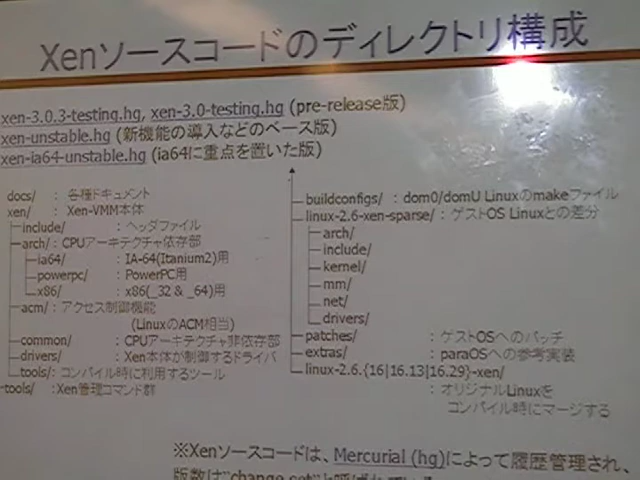 Xenソースコードのディレクトリ構成
xen-3.0.3-testing.hg, xen-3.0-testing.hg (pre-release版)
xen-unstable.hg (新機能の導入などのベース版)
xen-ia64-unstable.hg (ia64に重点を置いた版)
docs/ : 各種ドキュメント
xen/ : Xen-VMM本体
include/ : ヘッダファイル
arch/ : CPUアーキテクチャ依存部
ia64/ : IA-64(Itanium2)用
powerpc/ : PowerPC用
x86/ : x86(_32 & _64)用
acm/ : アクセス制御機能
(LinuxのACM相当)
common/ : CPUアーキテクチャ非依存部
drivers/ : Xen本体が制御するドライバ
tools/ : コンパイル時に利用するツール
tools/ : Xen管理コマンド群
buildconfigs/ : dom0/domU Linuxのmakeファイル
linux-2.6-xen-sparse/ : ゲストOS Linuxとの差分
arch/
include/
kernel/
mm/
net/
drivers/
patches/ : ゲストOSへのパッチ
extras/ : paraOSへの参考実装
linux-2.6.{16|16.13|16.29}-xen/
: オリジナルLinuxを
コンパイル時にマージする
※Xenソースコードは、Mercurial (hg)によって履歴管理され、
版数は"change set"と